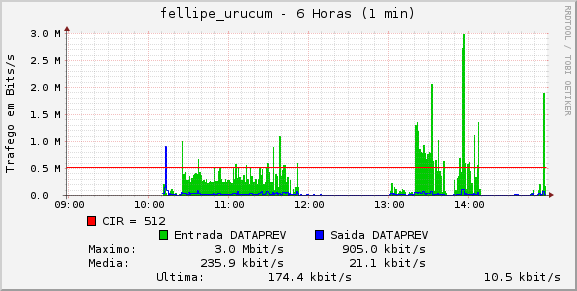 fellipe_urucum - 6 Horas (1 min)
RRDTOOL / TOBI OETIKER
Trafego em Bits/s
3.0 M
2.5 M
2.0 M
1.5 M
1.0 M
0.5 M
0.0
09:00 10:00 11:00 12:00 13:00 14:00
CIR = 512
Entrada DATAPREV Saida DATAPREV
Maximo: 3.0 Mbit/s 905.0 kbit/s
Media: 235.9 kbit/s 21.1 kbit/s
Ultima: 174.4 kbit/s 10.5 kbit/s